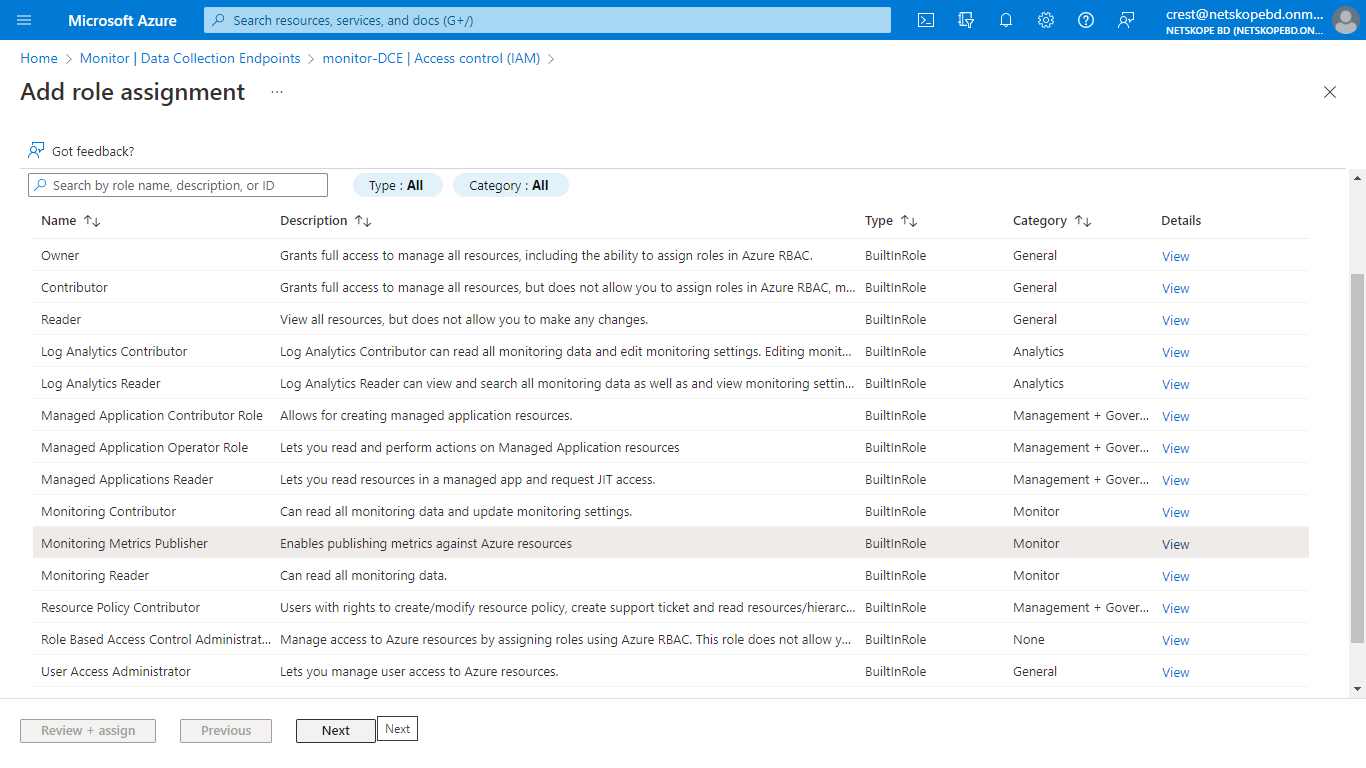 Microsoft Azure
Search resources, services, and docs (G+/)
crest@netskopebd.onm...
NETSKOPE BD (NETSKOPEBD.ON...
Home > Monitor | Data Collection Endpoints > monitor-DCE | Access control (IAM) >
Add role assignment ...
Got feedback?
Search by role name, description, or ID
Type : All
Category : All
Name Description Type Category Details
Owner Grants full access to manage all resources, including the ability to assign roles in Azure RBAC. BuiltInRole General View
Contributor Grants full access to manage all resources, but does not allow you to assign roles in Azure RBAC, m... BuiltInRole General View
Reader View all resources, but does not allow you to make any changes. BuiltInRole General View
Log Analytics Contributor Log Analytics Contributor can read all monitoring data and edit monitoring settings. Editing monit... BuiltInRole Analytics View
Log Analytics Reader Log Analytics Reader can view and search all monitoring data as well as and view monitoring settin... BuiltInRole Analytics View
Managed Application Contributor Role Allows for creating managed application resources. BuiltInRole Management + Gover... View
Managed Application Operator Role Lets you read and perform actions on Managed Application resources BuiltInRole Management + Gover... View
Managed Applications Reader Lets you read resources in a managed app and request JIT access. BuiltInRole Management + Gover... View
Monitoring Contributor Can read all monitoring data and update monitoring settings. BuiltInRole Monitor View
Monitoring Metrics Publisher Enables publishing metrics against Azure resources BuiltInRole Monitor View
Monitoring Reader Can read all monitoring data. BuiltInRole Monitor View
Resource Policy Contributor Users with rights to create/modify resource policy, create support ticket and read resources/hierarc... BuiltInRole Management + Gover... View
Role Based Access Control Administrat... Manage access to Azure resources by assigning roles using Azure RBAC. This role does not allow y... BuiltInRole None View
User Access Administrator Lets you manage user access to Azure resources. BuiltInRole General View
Review + assign
Previous
Next
Next